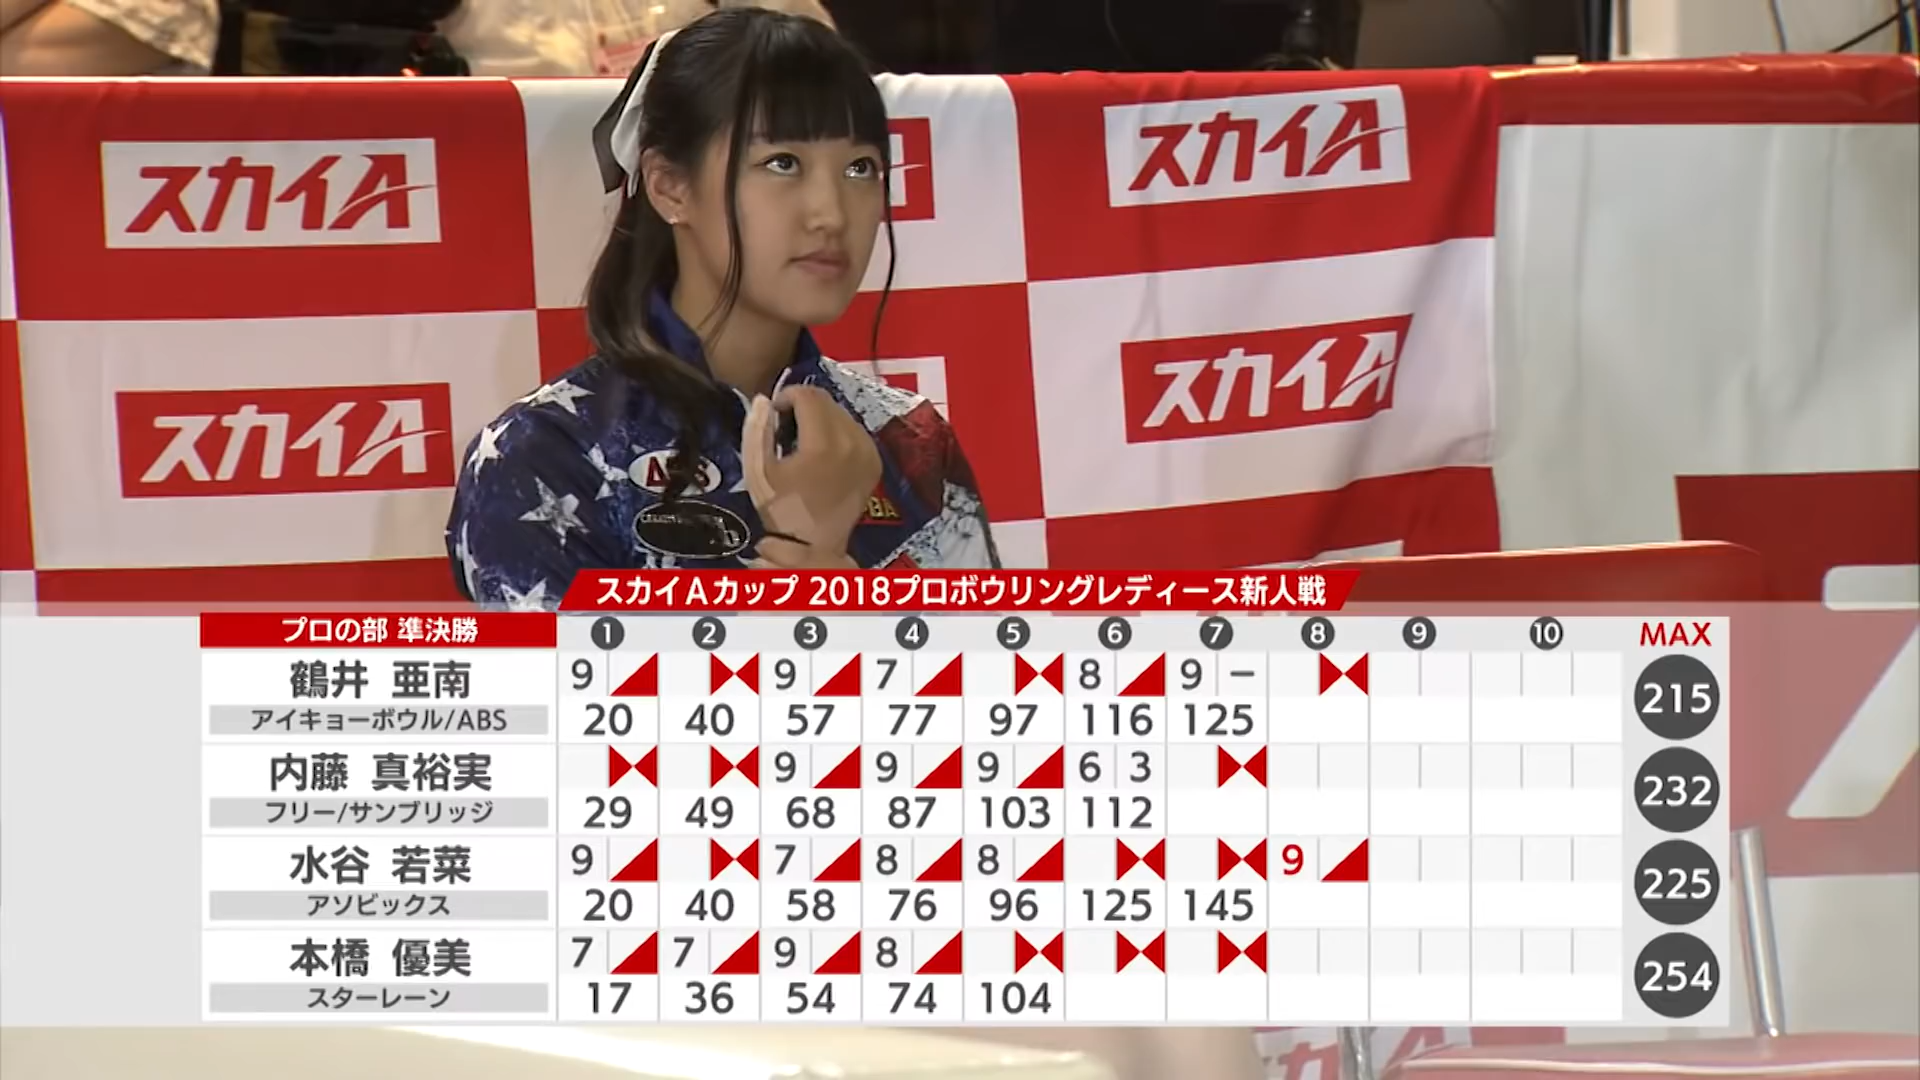 スカイA
スカイA
スカイA
スカイA
ABS
スカイAカップ 2018プロボウリングレディース新人戦
プロの部 準決勝 1 2 3 4 5 6 7 8 9 10 MAX
鶴井 亜南 9 9 7 8 9 − 215
アイキョーボウル/ABS 20 40 57 77 97 116 125
内藤 真裕実 9 9 9 6 3 232
フリー/サンブリッジ 29 49 68 87 103 112
水谷 若菜 9 7 8 8 9 225
アソビックス 20 40 58 76 96 125 145
本橋 優美 7 7 9 8 254
スターレーン 17 36 54 74 104